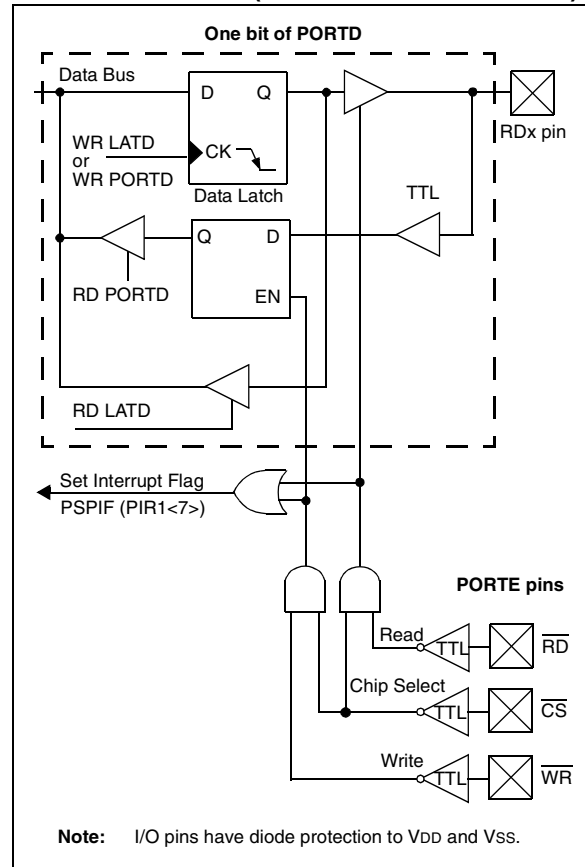 One bit of PORTD
Data Bus
D Q
RDx pin
WR LATD
or
WR PORTD
CK
Data Latch
TTL
Q D
EN
RD PORTD
RD LATD
Set Interrupt Flag
PSPIF (PIR1<7>)
PORTE pins
Read
TTL
RD
Chip Select
TTL
CS
Write
TTL
WR
Note: I/O pins have diode protection to VDD and VSS.